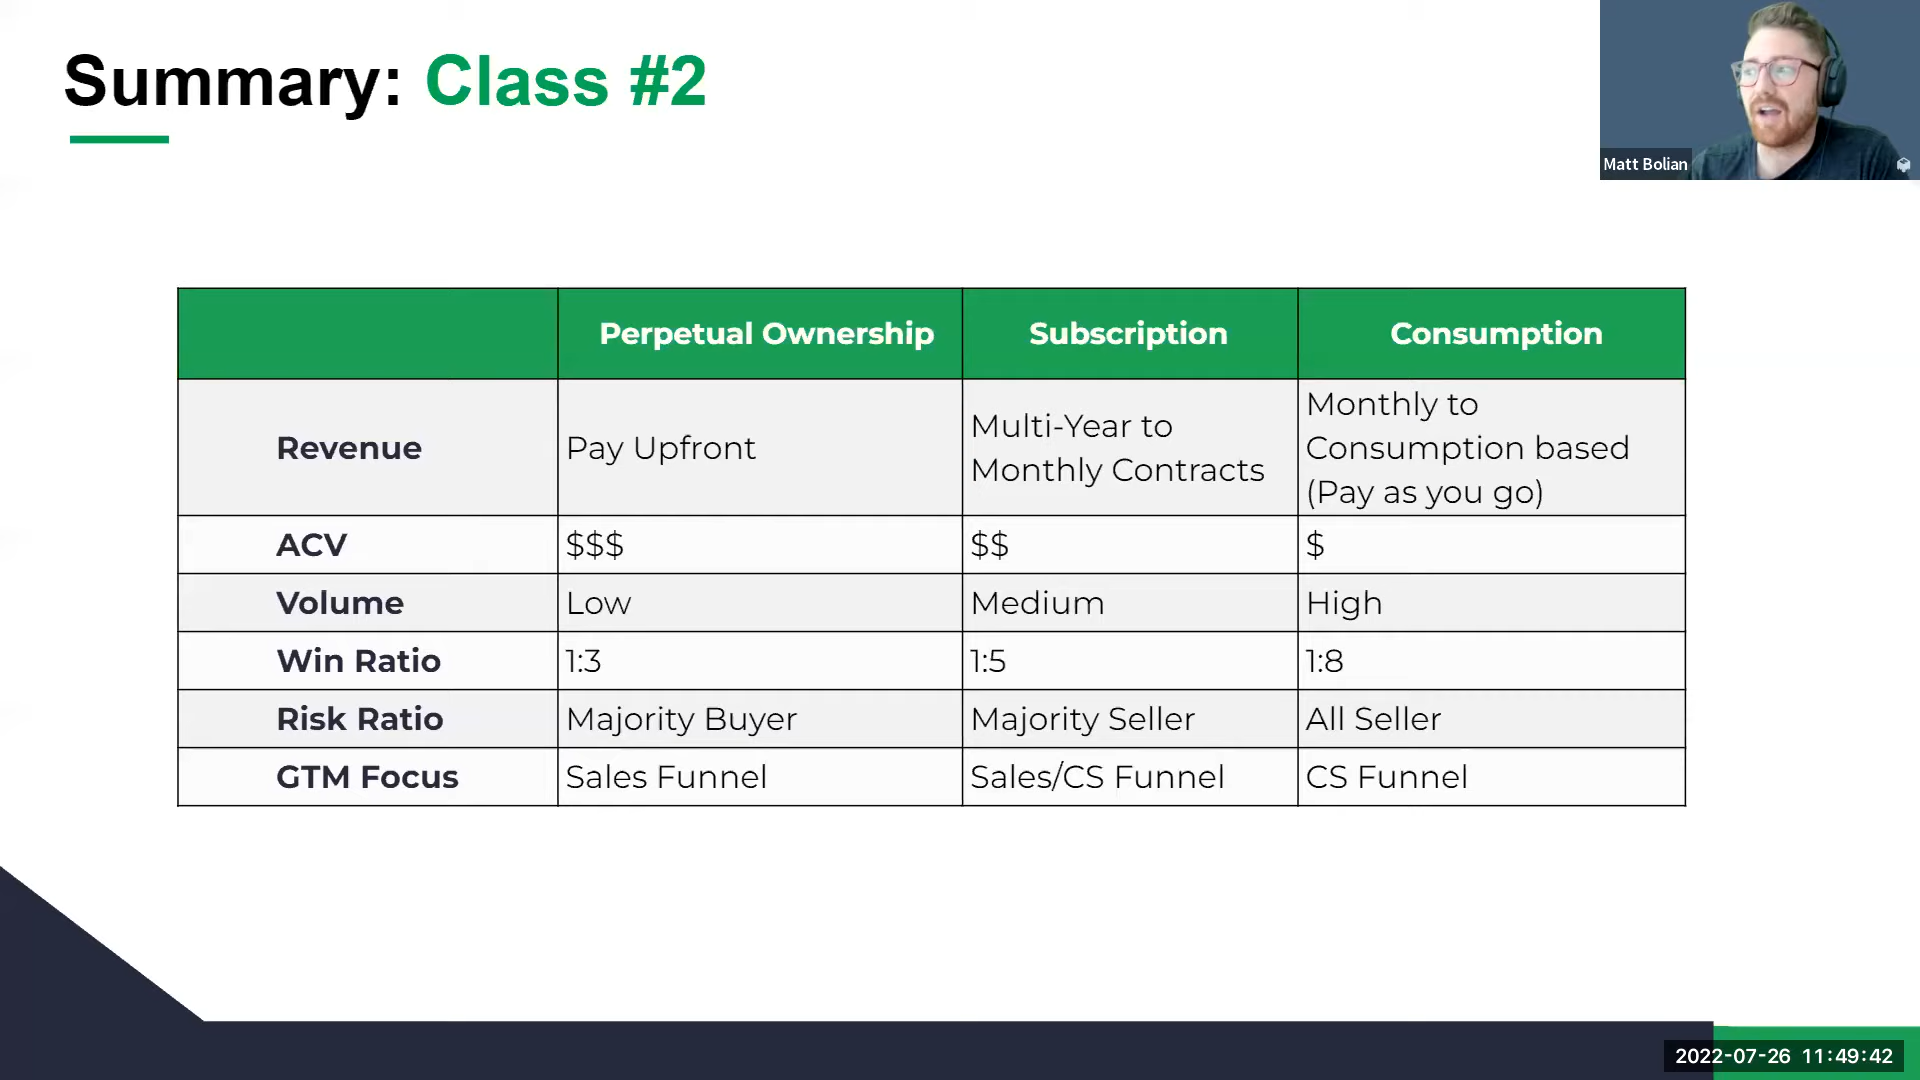 Summary: Class #2
Matt Bolian
Perpetual Ownership Subscription Consumption
Revenue Pay Upfront Multi-Year to Monthly Contracts Monthly to Consumption based (Pay as you go)
ACV $$$ $$ $
Volume Low Medium High
Win Ratio 1:3 1:5 1:8
Risk Ratio Majority Buyer Majority Seller All Seller
GTM Focus Sales Funnel Sales/CS Funnel CS Funnel
2022-07-26 11:49:42